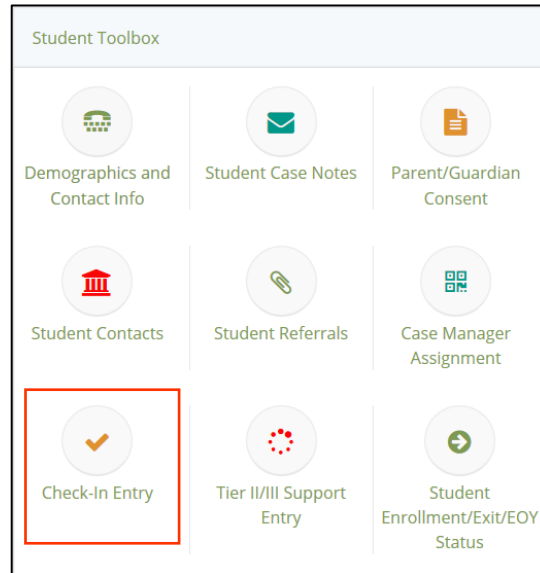 Student Toolbox
Demographics and
Contact Info
Student Case Notes
Parent/Guardian
Consent
Student Contacts
Student Referrals
Case Manager
Assignment
Check-In Entry
Tier II/III Support
Entry
Student
Enrollment/Exit/EOY
Status